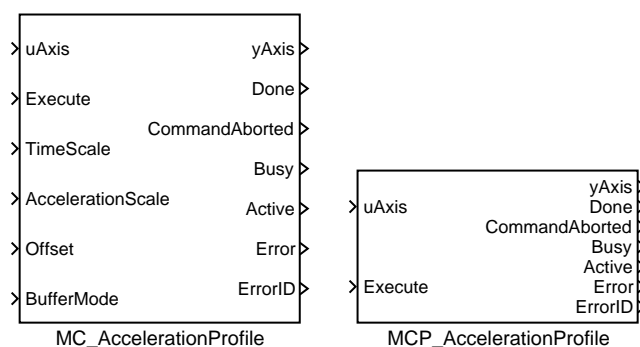 uAxis
Execute
TimeScale
AccelerationScale
Offset
BufferMode
yAxis
Done
CommandAborted
Busy
Active
Error
ErrorID
MC_AccelerationProfile
uAxis
Execute
yAxis
Done
CommandAborted
Busy
Active
Error
ErrorID
MCP_AccelerationProfile